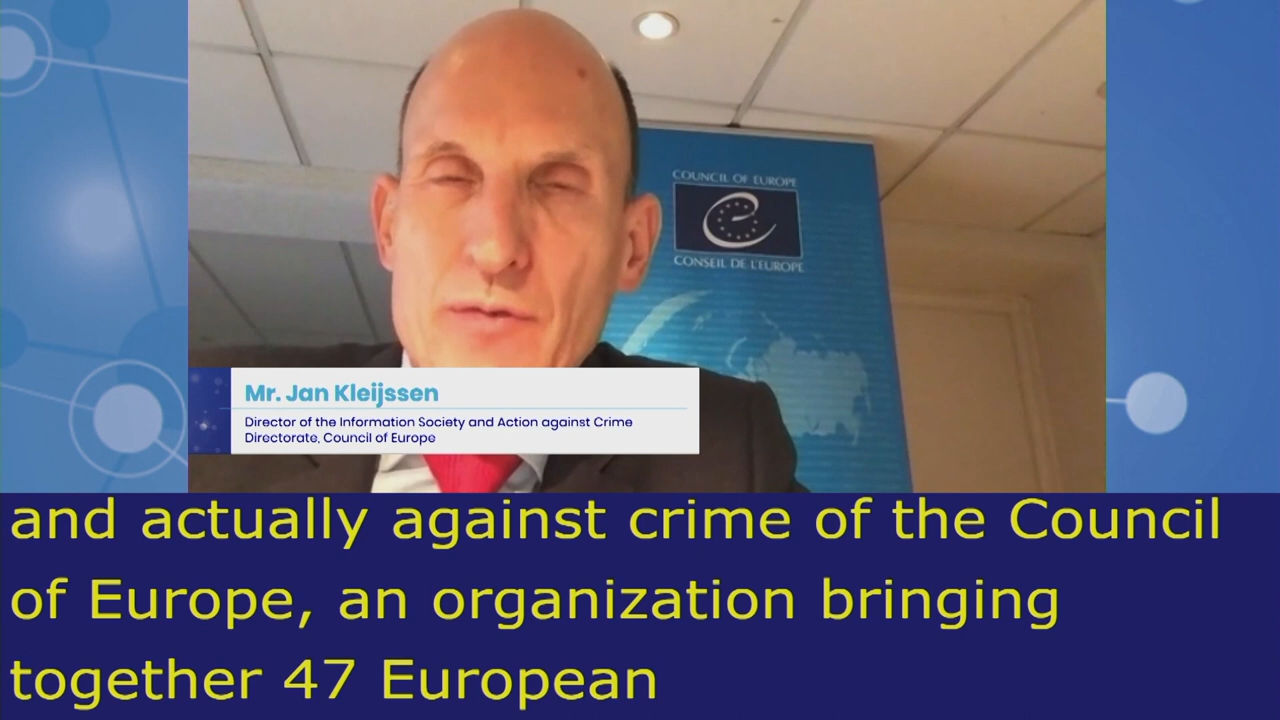 COUNCIL OF EUROPE
CONSEIL DE L'EUROPE
Mr. Jan Kleijssen
Director of the Information Society and Action against Crime
Directorate, Council of Europe
and actually against crime of the Council
of Europe, an organization bringing
together 47 European